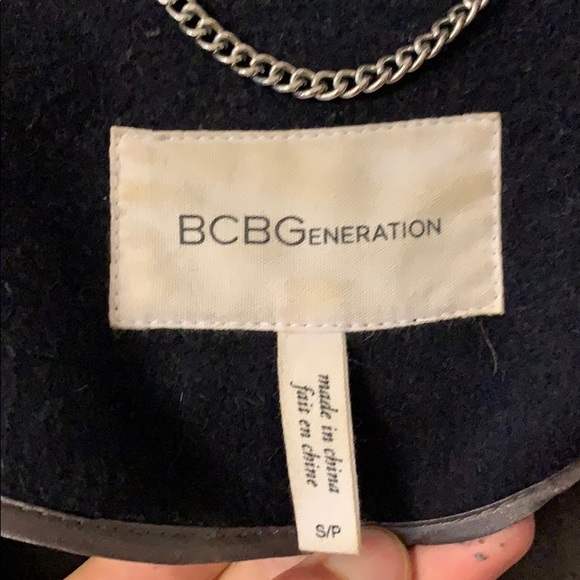 BCBGENERATION
made in china
fait en chine
S/P